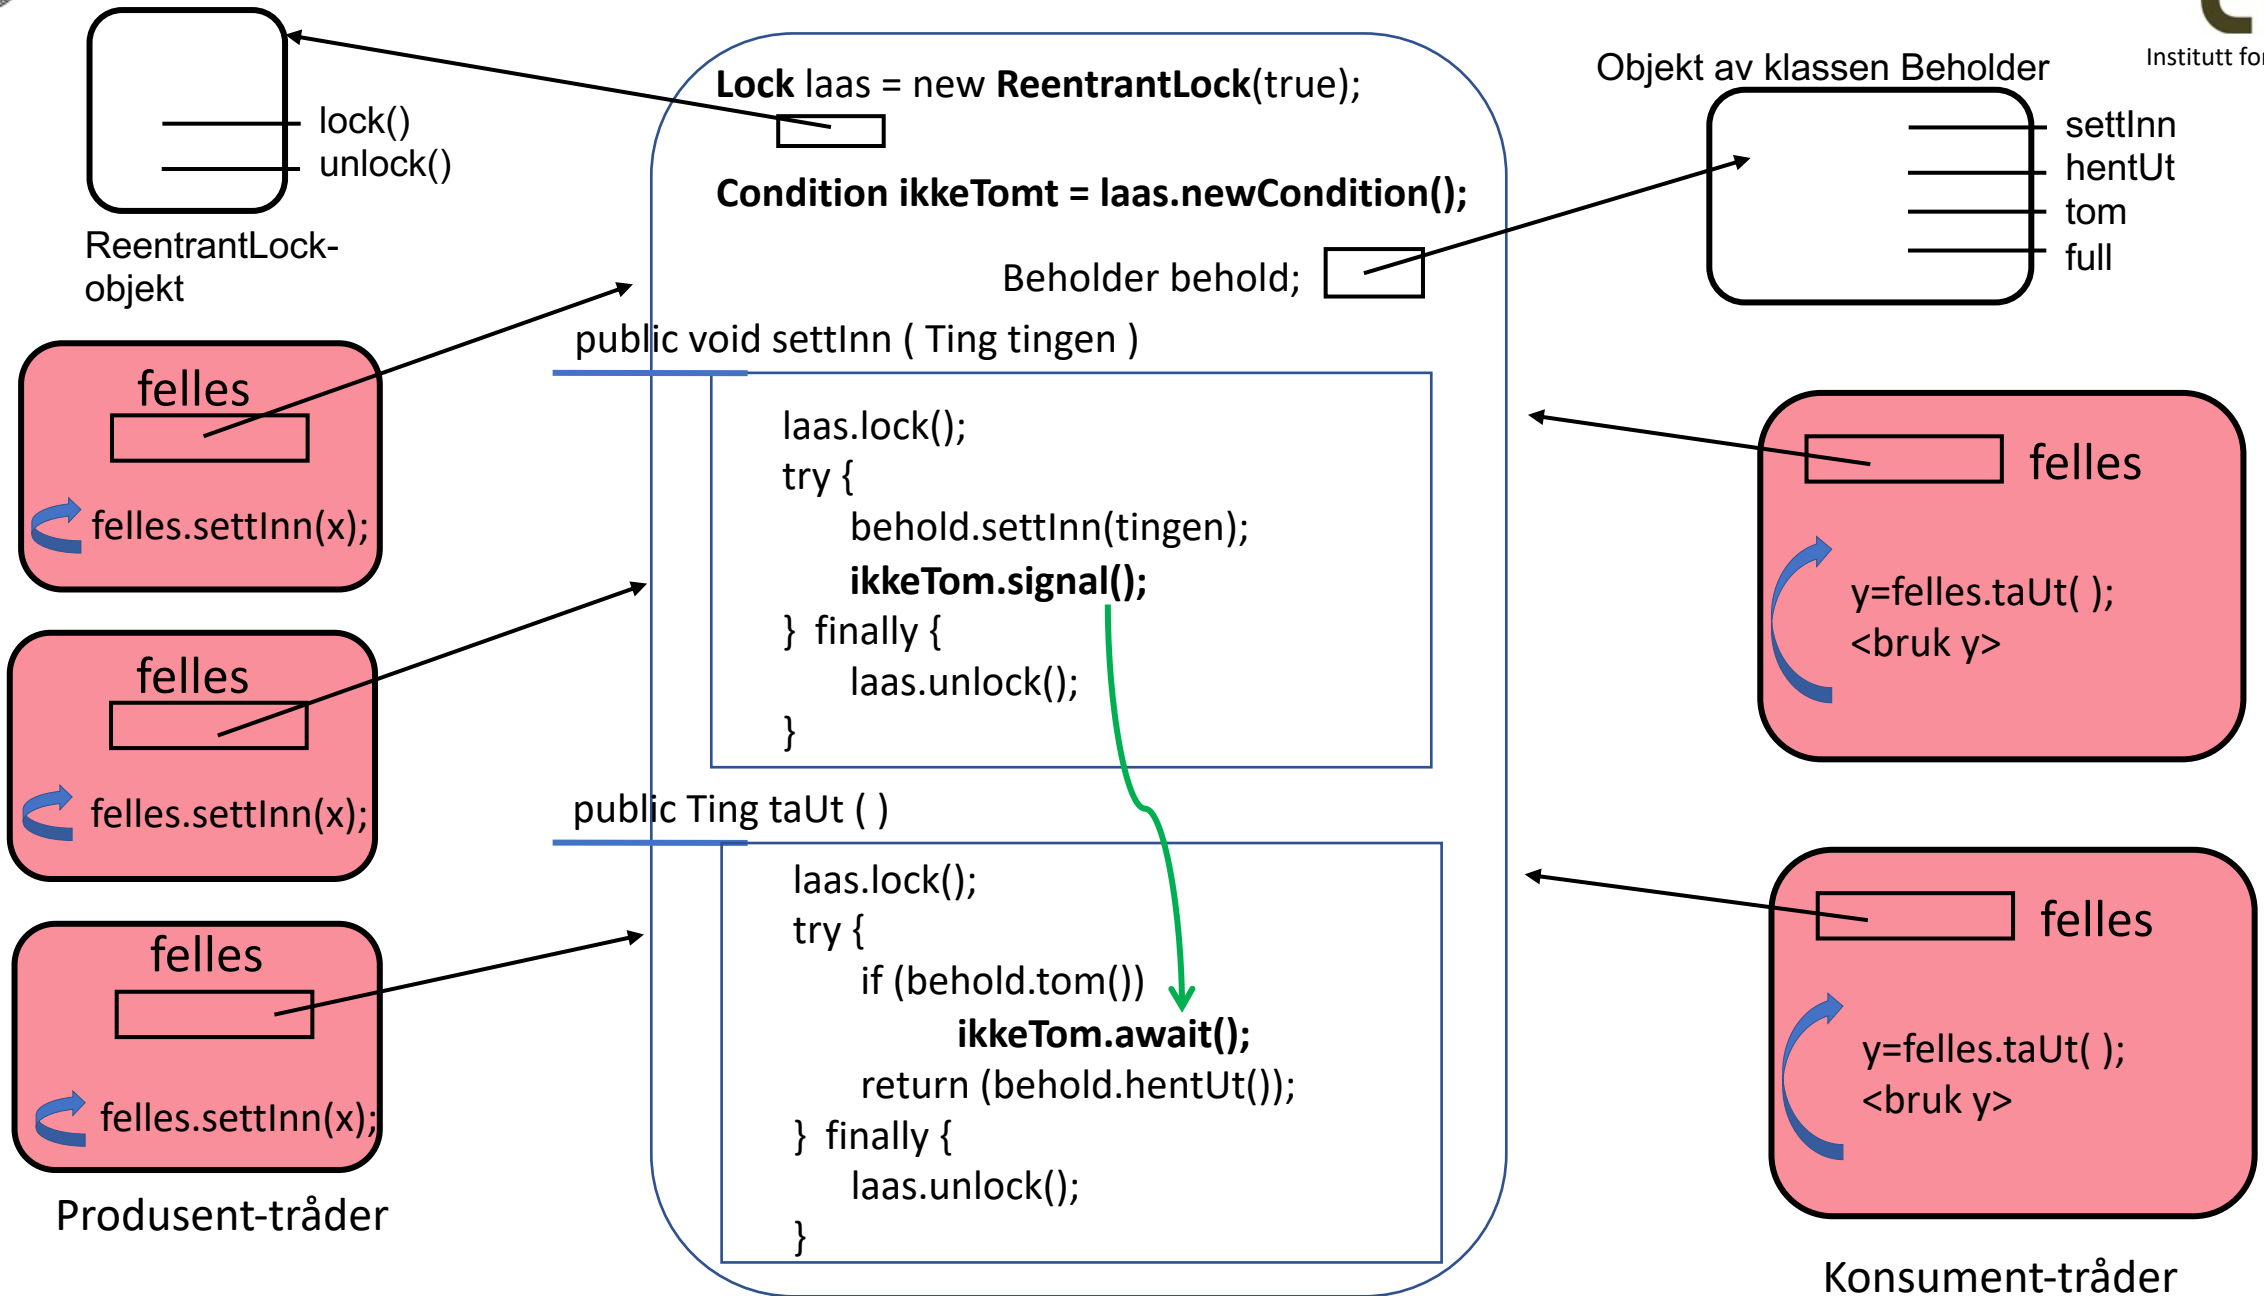 Institutt for
lock()
unlock()
ReentrantLock-
objekt
Lock laas = new ReentrantLock(true);
Condition ikkeTomt = laas.newCondition();
Beholder behold;
Objekt av klassen Beholder
settInn
hentUt
tom
full
felles
felles.settInn(x);
felles
felles.settInn(x);
felles
felles.settInn(x);
Produsent-tråder
public void settInn ( Ting tingen )
laas.lock();
try {
behold.settInn(tingen);
ikkeTom.signal();
} finally {
laas.unlock();
}
public Ting taUt ( )
laas.lock();
try {
if (behold.tom())
ikkeTom.await();
return (behold.hentUt());
} finally {
laas.unlock();
}
felles
y=felles.taUt( );
<bruk y>
felles
y=felles.taUt( );
<bruk y>
Konsument-tråder